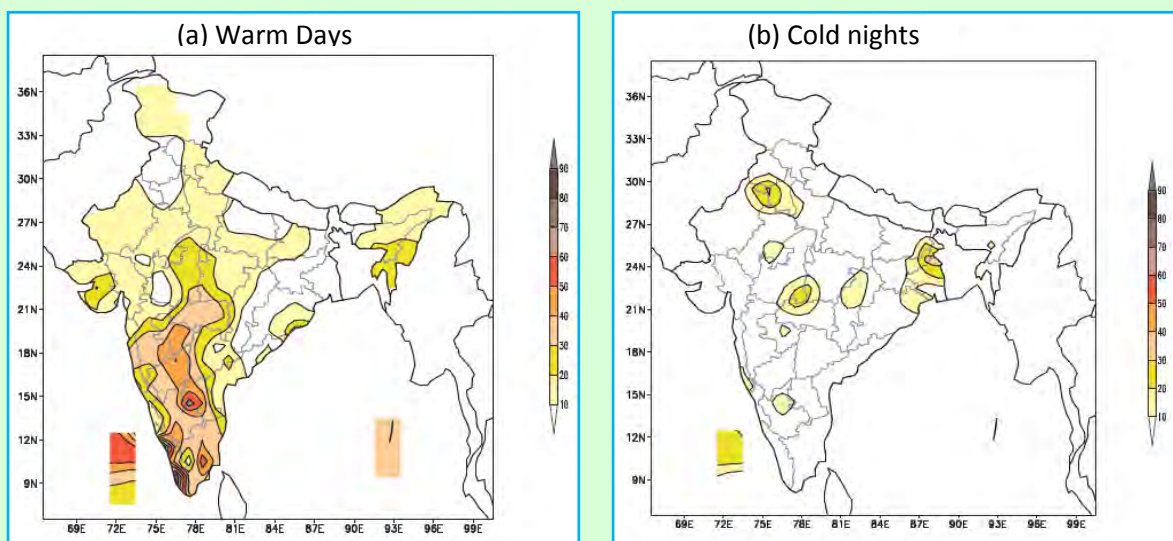 (a) Warm Days
36N
33N
30N
27N
24N
21N
18N
15N
12N
9N
69E 72E 75E 78E 81E 84E 87E 90E 93E 96E 99E
90
80
70
60
50
40
30
20
10
(b) Cold nights
36N
33N
30N
27N
24N
21N
18N
15N
12N
9N
69E 72E 75E 78E 81E 84E 87E 90E 93E 96E 99E
90
80
70
60
50
40
30
20
10